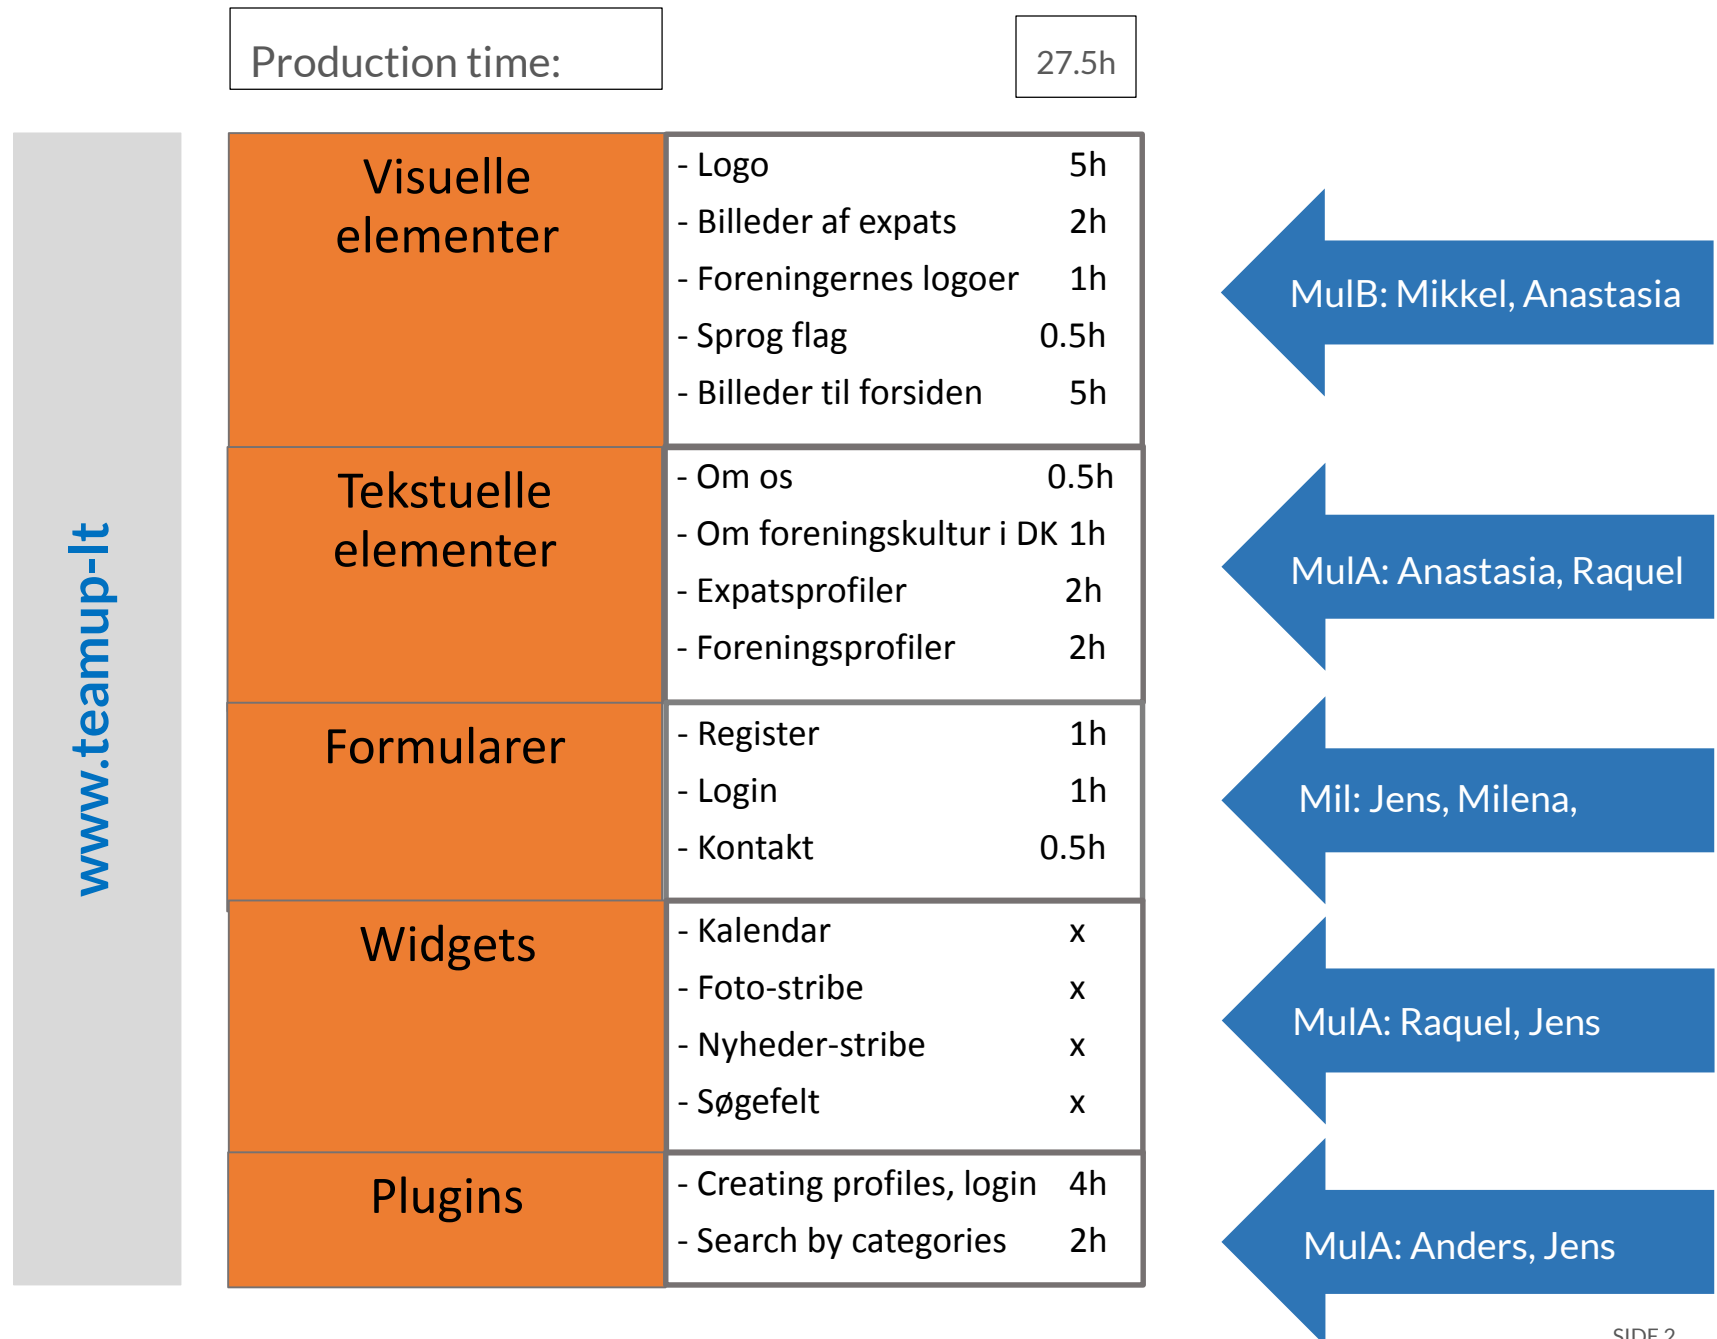 Production time:
27.5h
www.teamup-It
Visuelle
elementer
- Logo 5h
- Billeder af expats 2h
- Foreningernes logoer 1h
- Sprog flag 0.5h
- Billeder til forsiden 5h
MulB: Mikkel, Anastasia
Tekstuelle
elementer
- Om os 0.5h
- Om foreningskultur i DK 1h
- Expatsprofiler 2h
- Foreningsprofiler 2h
MulA: Anastasia, Raquel
Formularer
- Register 1h
- Login 1h
- Kontakt 0.5h
Mil: Jens, Milena,
Widgets
- Kalendar x
- Foto-stribe x
- Nyheder-stribe x
- Søgefelt x
MulA: Raquel, Jens
Plugins
- Creating profiles, login 4h
- Search by categories 2h
MulA: Anders, Jens
SIDE 2